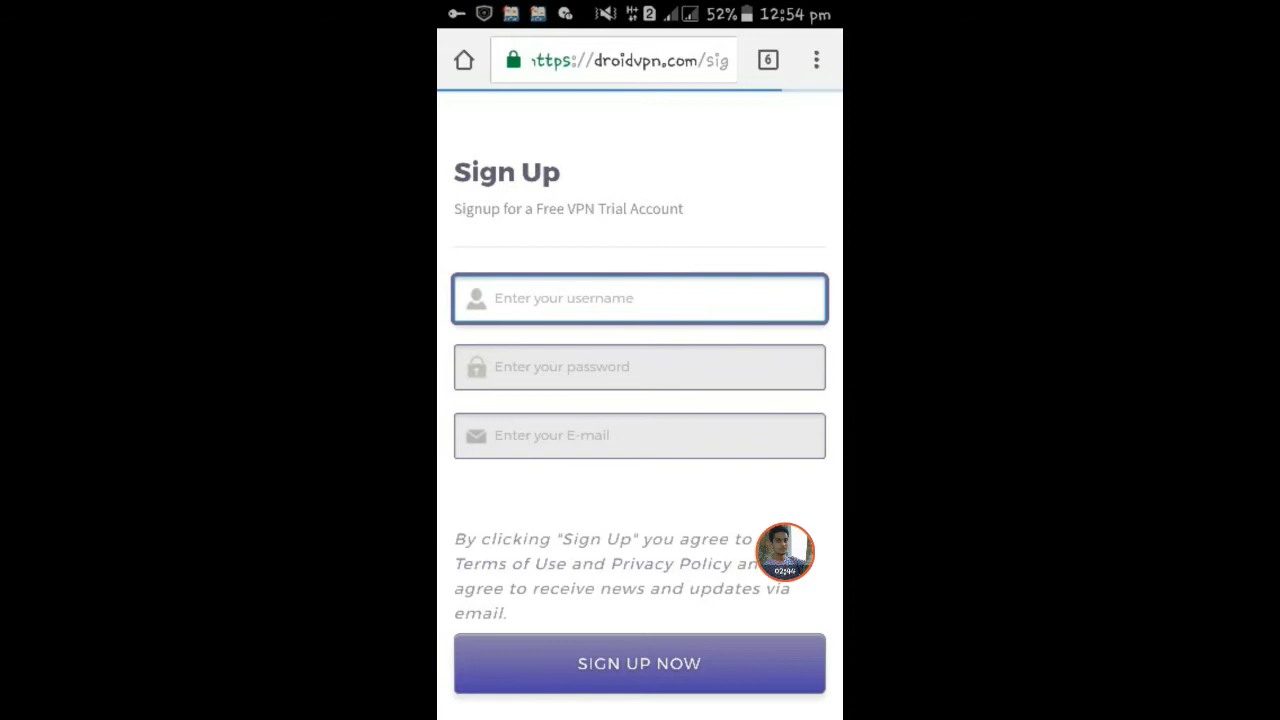 52% 12:54 pm
https://droidvpn.com/sig
6
Sign Up
Signup for a Free VPN Trial Account
Enter your username
Enter your password
Enter your E-mail
By clicking "Sign Up" you agree to
Terms of Use and Privacy Policy an
agree to receive news and updates via
email.
02:44
SIGN UP NOW